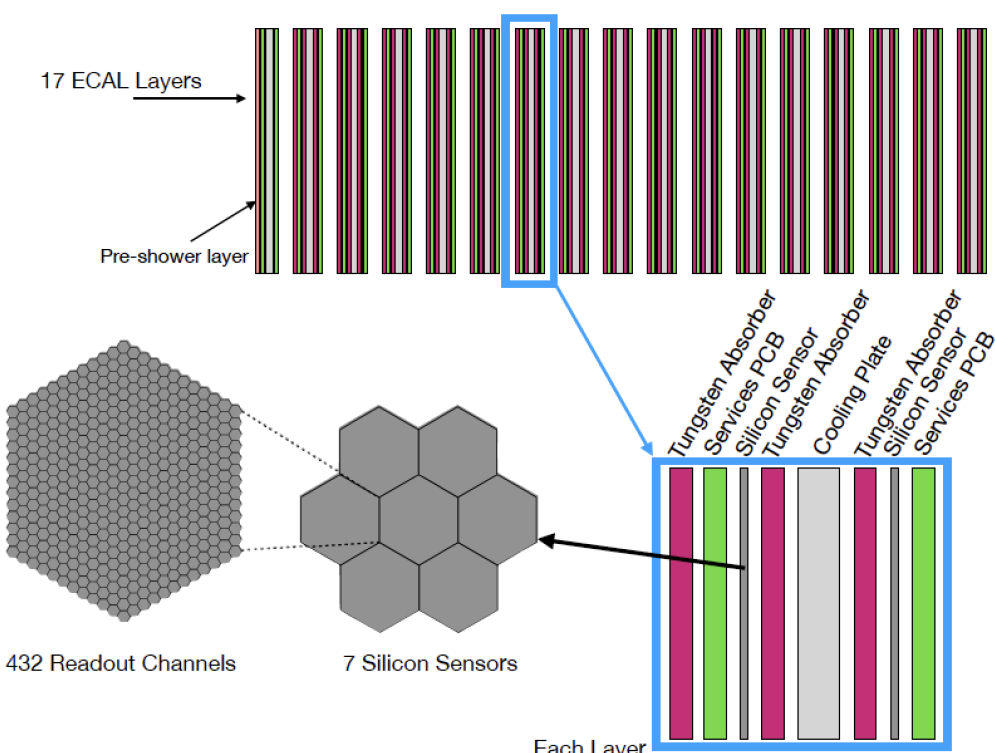 17 ECAL Layers
Pre-shower layer
Tungsten Absorber
Services PCB
Silicon Sensor
Tungsten Absorber
Cooling Plate
Tungsten Absorber
Silicon Sensor
Services PCB
432 Readout Channels
7 Silicon Sensors
Each Layer